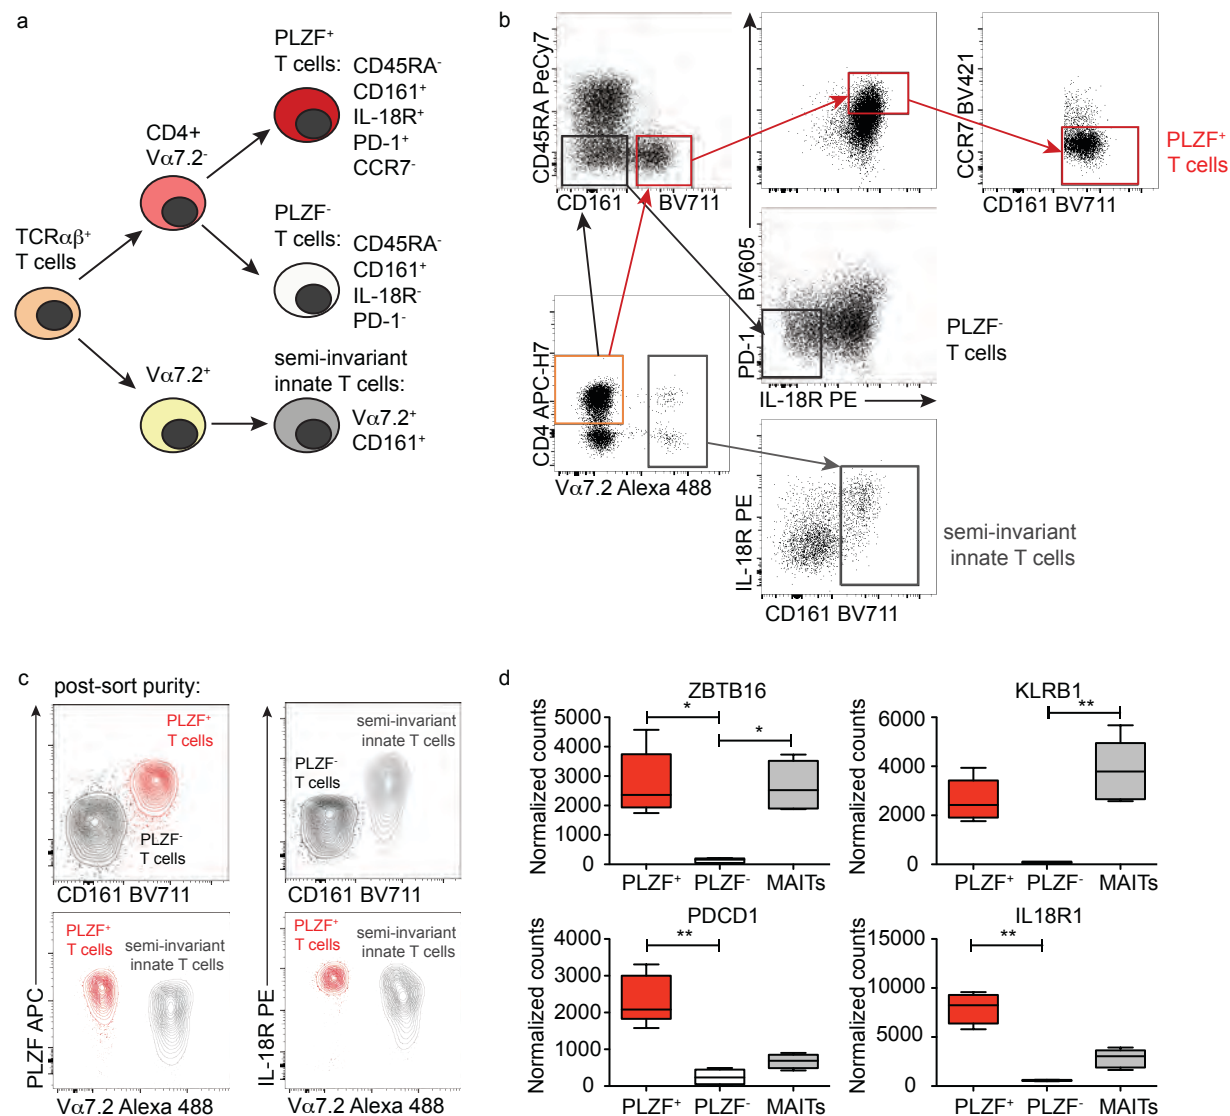 a
PLZF⁺
T cells:
CD45RA⁻
CD161⁺
IL-18R⁺
PD-1⁺
CCR7⁻
CD4+
Vα7.2⁻
TCRαβ⁺
T cells
PLZF⁻
T cells:
CD45RA⁻
CD161⁺
IL-18R⁻
PD-1⁻
Vα7.2⁺
semi-invariant
innate T cells:
Vα7.2⁺
CD161⁺
b
CD45RA PeCy7
CD161 BV711
CCR7 BV421
CD161 BV711
PLZF⁺
T cells
PD-1 BV605
IL-18R PE
PLZF⁻
T cells
CD4 APC-H7
Vα7.2 Alexa 488
IL-18R PE
CD161 BV711
semi-invariant
innate T cells
c
post-sort purity:
PLZF⁺
T cells
PLZF⁻
T cells
CD161 BV711
semi-invariant
innate T cells
PLZF⁻
T cells
CD161 BV711
PLZF⁺
T cells
semi-invariant
innate T cells
PLZF APC
Vα7.2 Alexa 488
PLZF⁺
T cells
semi-invariant
innate T cells
IL-18R PE
Vα7.2 Alexa 488
d
ZBTB16
Normalized counts
5000
4000
3000
2000
1000
0
* *
PLZF⁺ PLZF⁻ MAITs
KLRB1
Normalized counts
6000
4000
2000
0
**
PLZF⁺ PLZF⁻ MAITs
PDCD1
Normalized counts
4000
3000
2000
1000
0
**
PLZF⁺ PLZF⁻ MAITs
IL18R1
Normalized counts
15000
10000
5000
0
**
PLZF⁺ PLZF⁻ MAITs